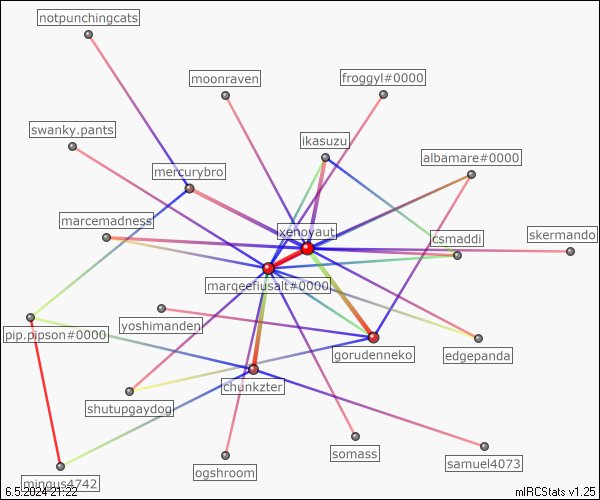 notpunchingcats
moonraven
froggyl#0000
swanky.pants
ikasuzu
albamare#0000
mercurybro
marcemadness
xenoyaut
csmaddi
skermando
marqeefiusalt#0000
yoshimanden
pip.pipson#0000
gorudenneko
edgepanda
chunkzter
shutupgaydog
somass
samuel4073
ogshroom
mingus4742
6.5.2024 21:22
mIRCStats v1.25